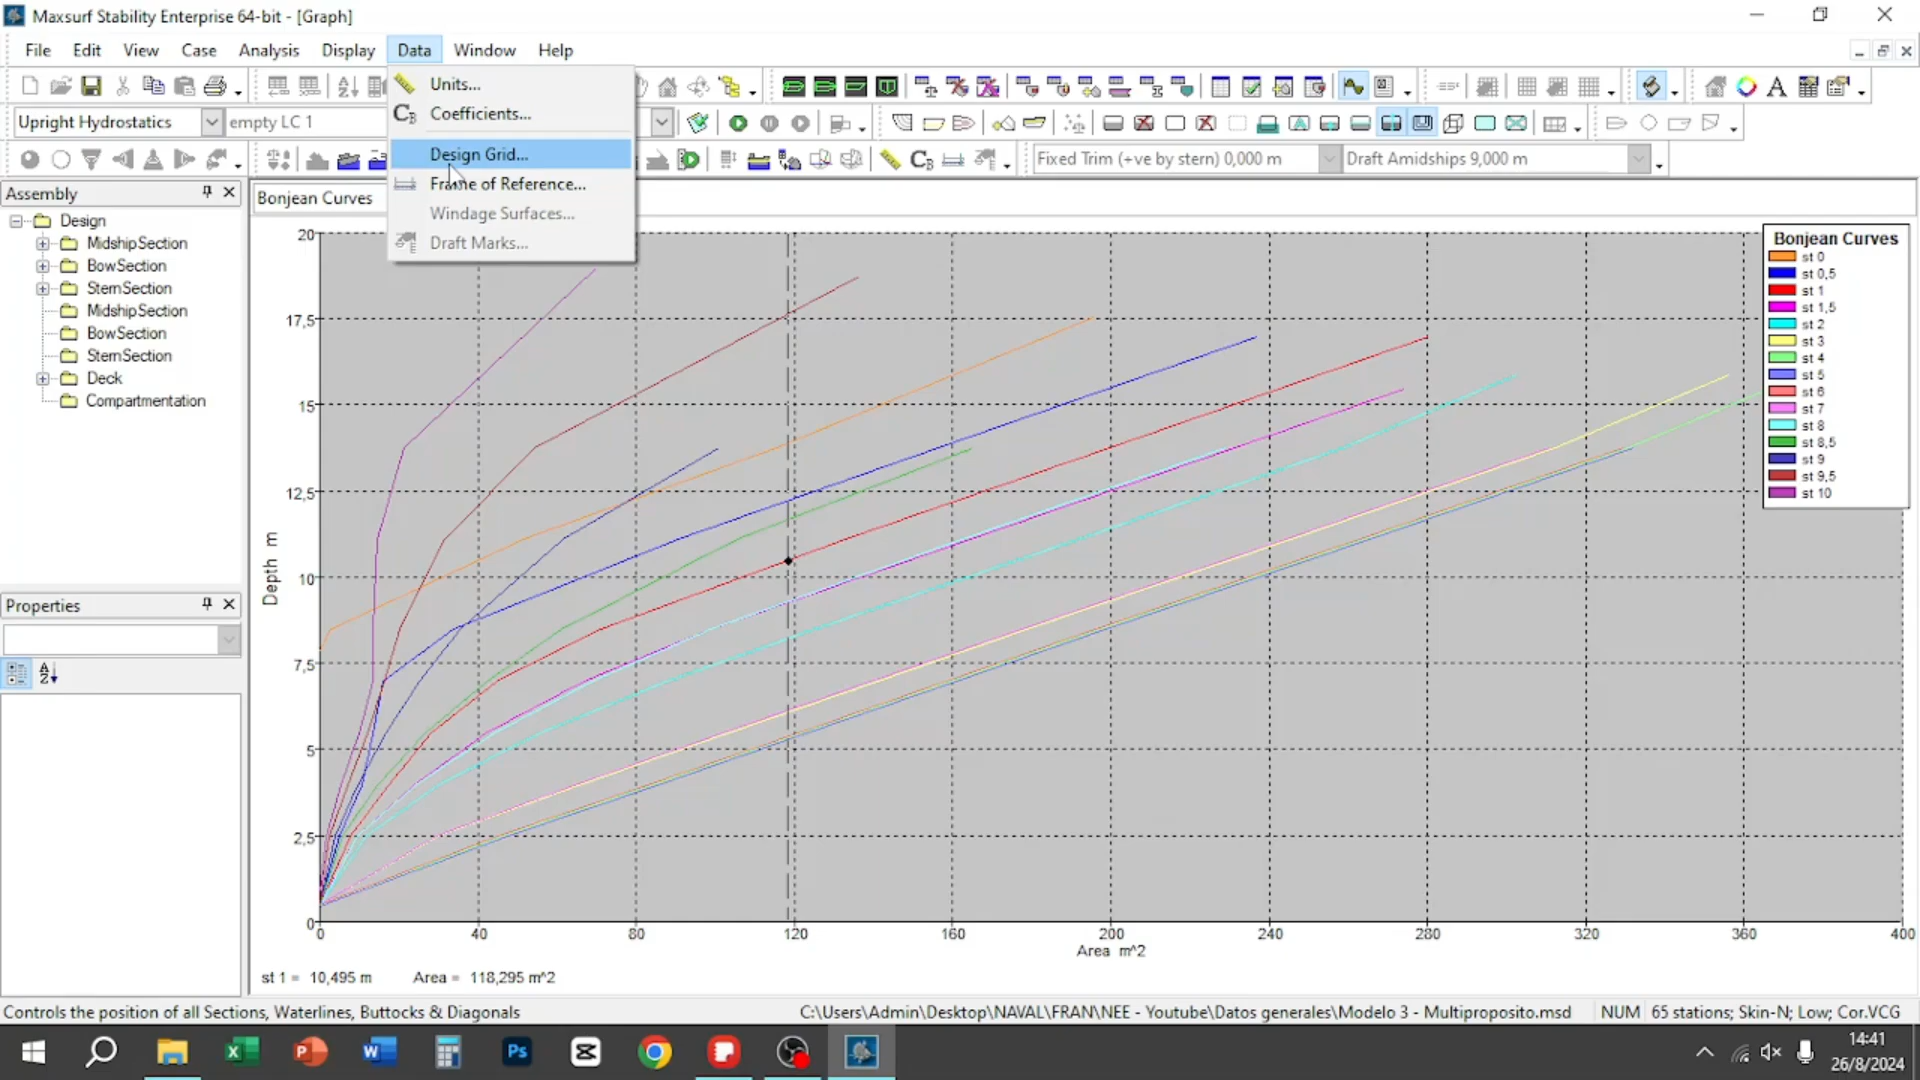 Maxsurf Stability Enterprise 64-bit - [Graph]
File Edit View Case Analysis Display Data Window Help
Units...
Coefficients...
Design Grid...
Frame of Reference...
Windage Surfaces...
Draft Marks...
Upright Hydrostatics
empty LC 1
Fixed Trim (+ve by stern) 0,000 m
Draft Amidships 9,000 m
Assembly
Design
MidshipSection
BowSection
SternSection
MidshipSection
BowSection
SternSection
Deck
Compartmentation
Properties
Bonjean Curves
20
17,5
15
12,5
10
7,5
5
2,5
0
Depth m
0 40 80 120 160 200 240 280 320 360 400
Area m^2
Bonjean Curves
st 0
st 0,5
st 1
st 1,5
st 2
st 3
st 4
st 5
st 6
st 7
st 8
st 8,5
st 9
st 9,5
st 10
st 1 = 10,495 m Area = 118,295 m^2
Controls the position of all Sections, Waterlines, Buttocks & Diagonals
C:\Users\Admin\Desktop\NAVAL\FRAN\NEE - Youtube\Datos generales\Modelo 3 - Multiproposito.msd
NUM
65 stations; Skin-N; Low; Cor.VCG
14:41
26/8/2024